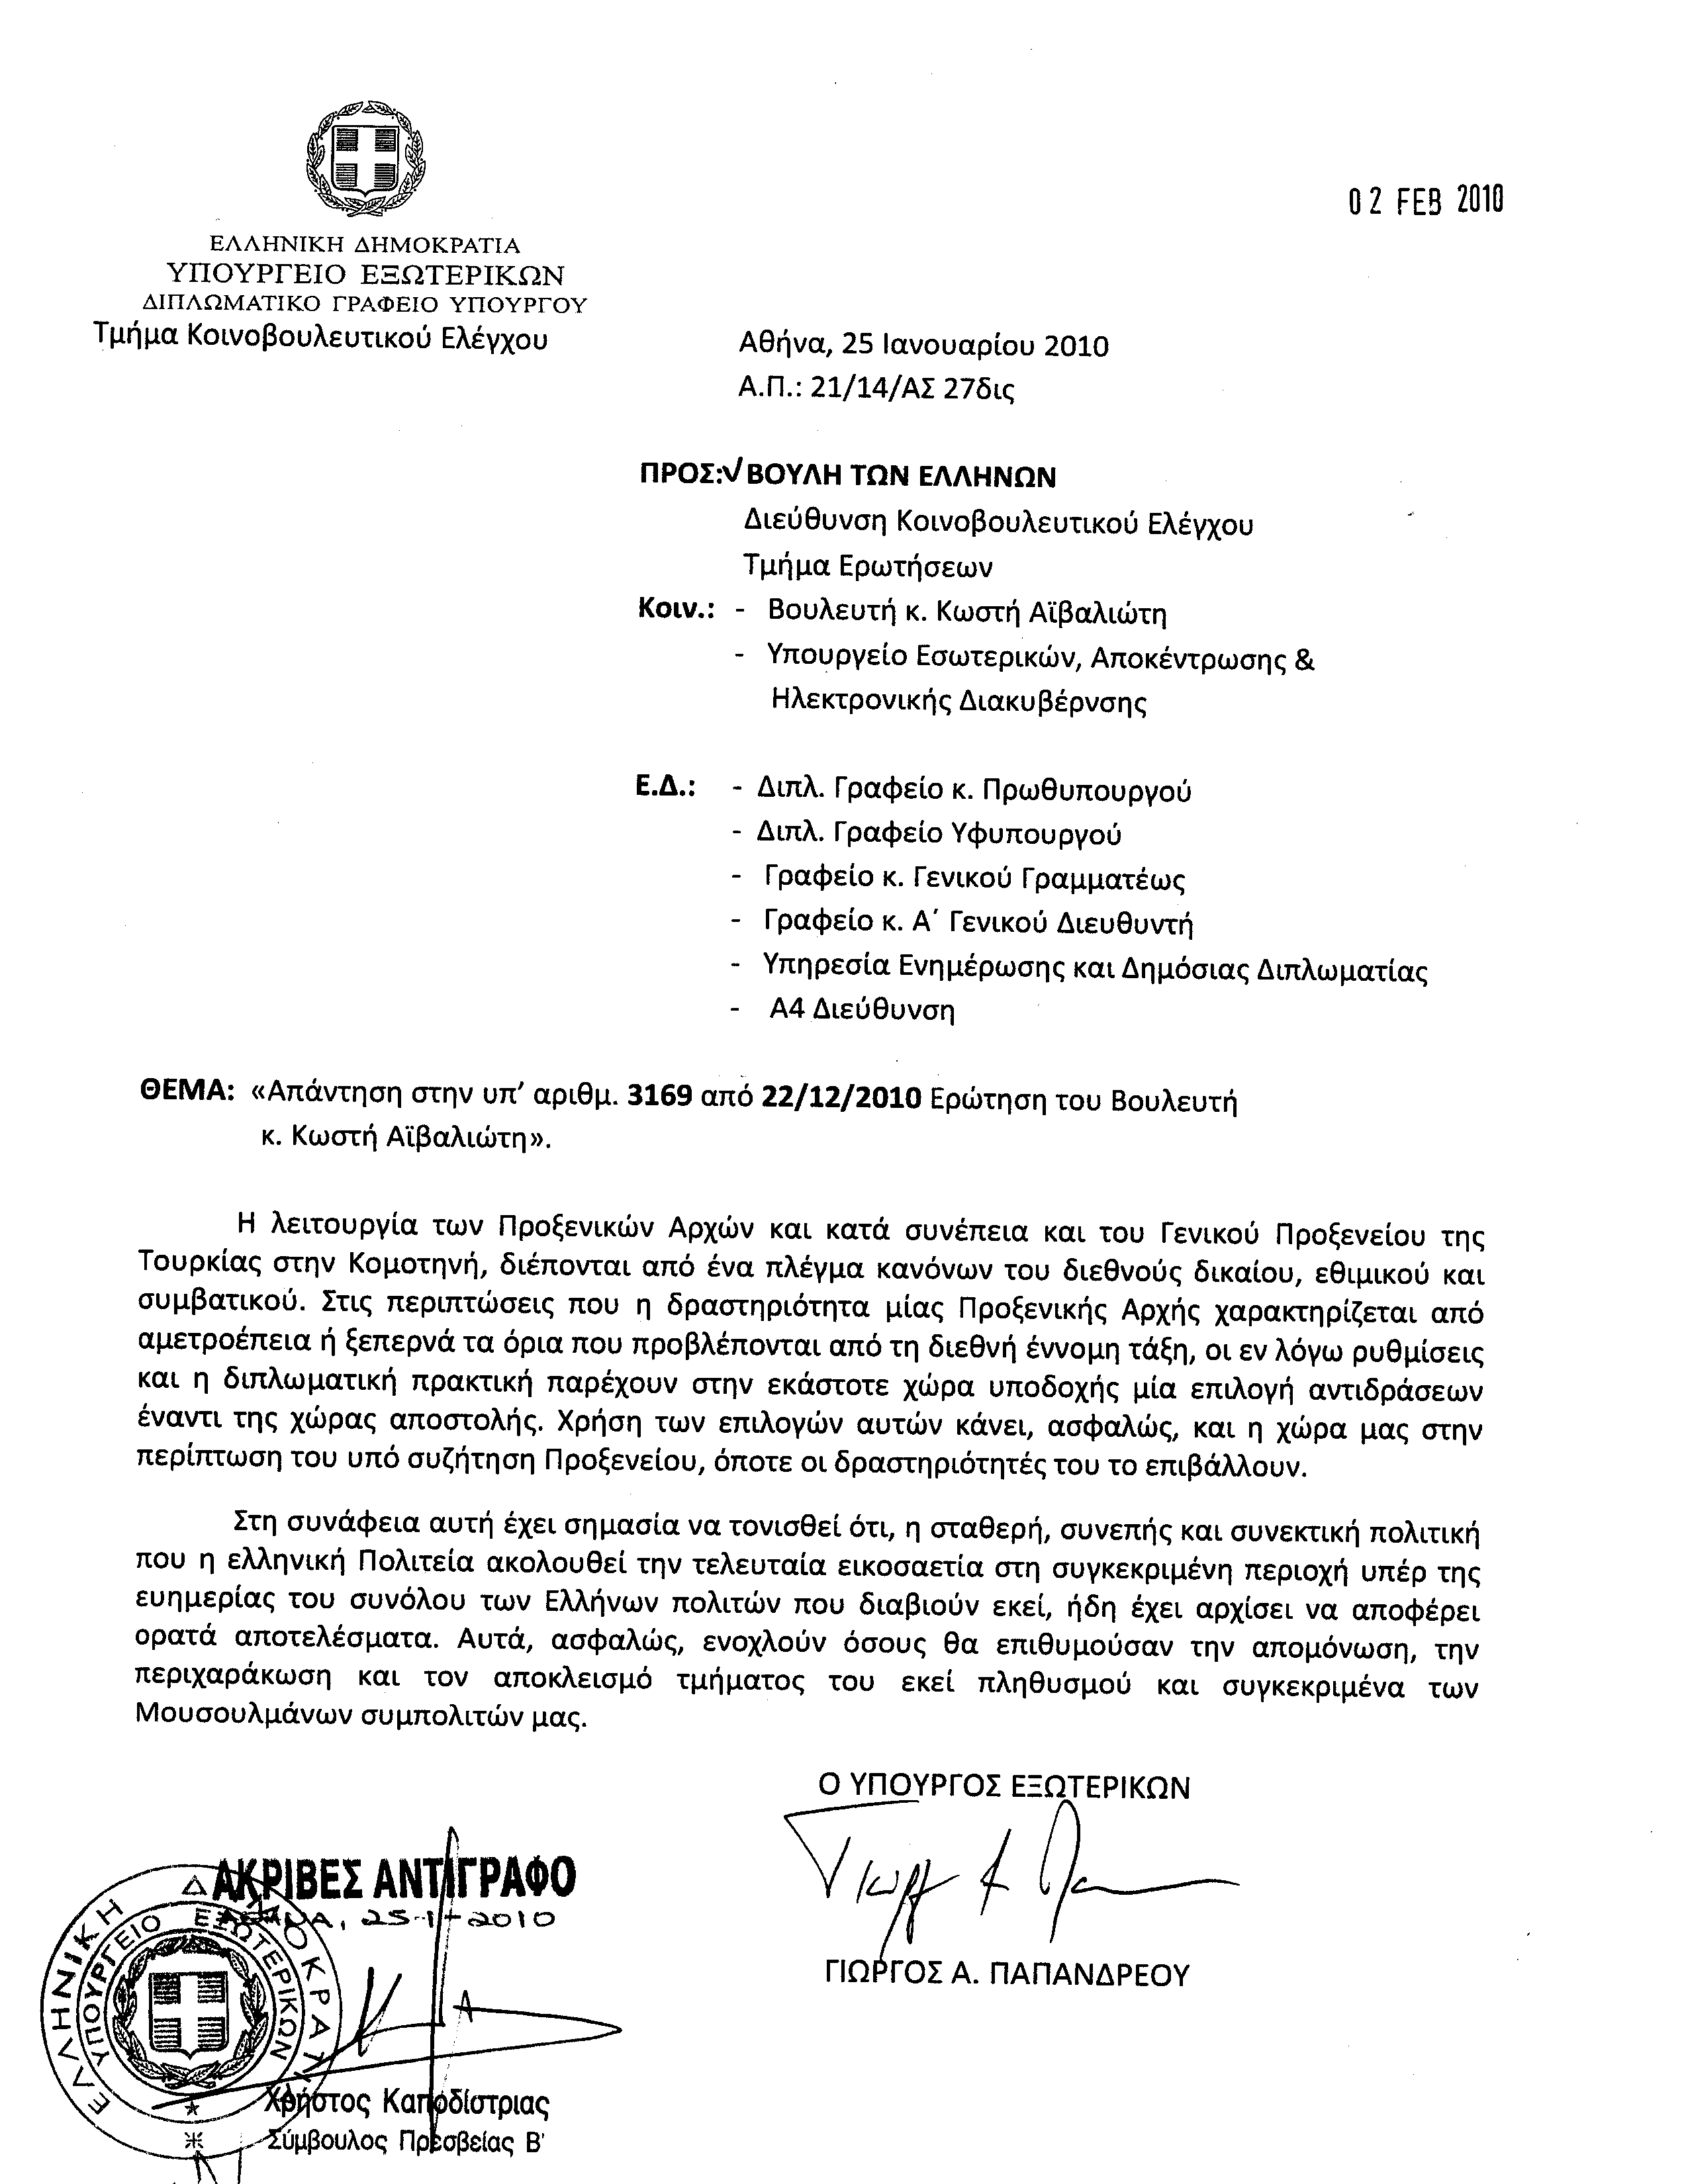 02 FEB 2010
ΕΛΛΗΝΙΚΗ ΔΗΜΟΚΡΑΤΙΑ
ΥΠΟΥΡΓΕΙΟ ΕΞΩΤΕΡΙΚΩΝ
ΔΙΠΛΩΜΑΤΙΚΟ ΓΡΑΦΕΙΟ ΥΠΟΥΡΓΟΥ
Τμήμα Κοινοβουλευτικού Ελέγχου
Αθήνα, 25 Ιανουαρίου 2010
Α.Π.: 21/14/ΑΣ 27δις
ΠΡΟΣ:√ ΒΟΥΛΗ ΤΩΝ ΕΛΛΗΝΩΝ
Διεύθυνση Κοινοβουλευτικού Ελέγχου
Τμήμα Ερωτήσεων
Κοιν.: - Βουλευτή κ. Κωστή Αϊβαλιώτη
- Υπουργείο Εσωτερικών, Αποκέντρωσης &
Ηλεκτρονικής Διακυβέρνσης
Ε.Δ.: - Διπλ. Γραφείο κ. Πρωθυπουργού
- Διπλ. Γραφείο Υφυπουργού
- Γραφείο κ. Γενικού Γραμματέως
- Γραφείο κ. Α΄ Γενικού Διευθυντή
- Υπηρεσία Ενημέρωσης και Δημόσιας Διπλωματίας
- Α4 Διεύθυνση
ΘΕΜΑ: «Απάντηση στην υπ’ αριθμ. 3169 από 22/12/2010 Ερώτηση του Βουλευτή
κ. Κωστή Αϊβαλιώτη».
Η λειτουργία των Προξενικών Αρχών και κατά συνέπεια και του Γενικού Προξενείου της
Τουρκίας στην Κομοτηνή, διέπονται από ένα πλέγμα κανόνων του διεθνούς δικαίου, εθιμικού και
συμβατικού. Στις περιπτώσεις που η δραστηριότητα μίας Προξενικής Αρχής χαρακτηρίζεται από
αμετροέπεια ή ξεπερνά τα όρια που προβλέπονται από τη διεθνή έννομη τάξη, οι εν λόγω ρυθμίσεις
και η διπλωματική πρακτική παρέχουν στην εκάστοτε χώρα υποδοχής μία επιλογή αντιδράσεων
έναντι της χώρας αποστολής. Χρήση των επιλογών αυτών κάνει, ασφαλώς, και η χώρα μας στην
περίπτωση του υπό συζήτηση Προξενείου, όποτε οι δραστηριότητές του το επιβάλλουν.
Στη συνάφεια αυτή έχει σημασία να τονισθεί ότι, η σταθερή, συνεπής και συνεκτική πολιτική
που η ελληνική Πολιτεία ακολουθεί την τελευταία εικοσαετία στη συγκεκριμένη περιοχή υπέρ της
ευημερίας του συνόλου των Ελλήνων πολιτών που διαβιούν εκεί, ήδη έχει αρχίσει να αποφέρει
ορατά αποτελέσματα. Αυτά, ασφαλώς, ενοχλούν όσους θα επιθυμούσαν την απομόνωση, την
περιχαράκωση και τον αποκλεισμό τμήματος του εκεί πληθυσμού και συγκεκριμένα των
Μουσουλμάνων συμπολιτών μας.
Ο ΥΠΟΥΡΓΟΣ ΕΞΩΤΕΡΙΚΩΝ
ΓΙΩΡΓΟΣ Α. ΠΑΠΑΝΔΡΕΟΥ
ΑΚΡΙΒΕΣ ΑΝΤΙΓΡΑΦΟ
ΑΘΗΝΑ, 25-1-2010
ΕΛΛΗΝΙΚΗ ΔΗΜΟΚΡΑΤΙΑ
ΥΠΟΥΡΓΕΙΟ ΕΞΩΤΕΡΙΚΩΝ
Χρήστος Καποδίστριας
Σύμβουλος Πρεσβείας Β'